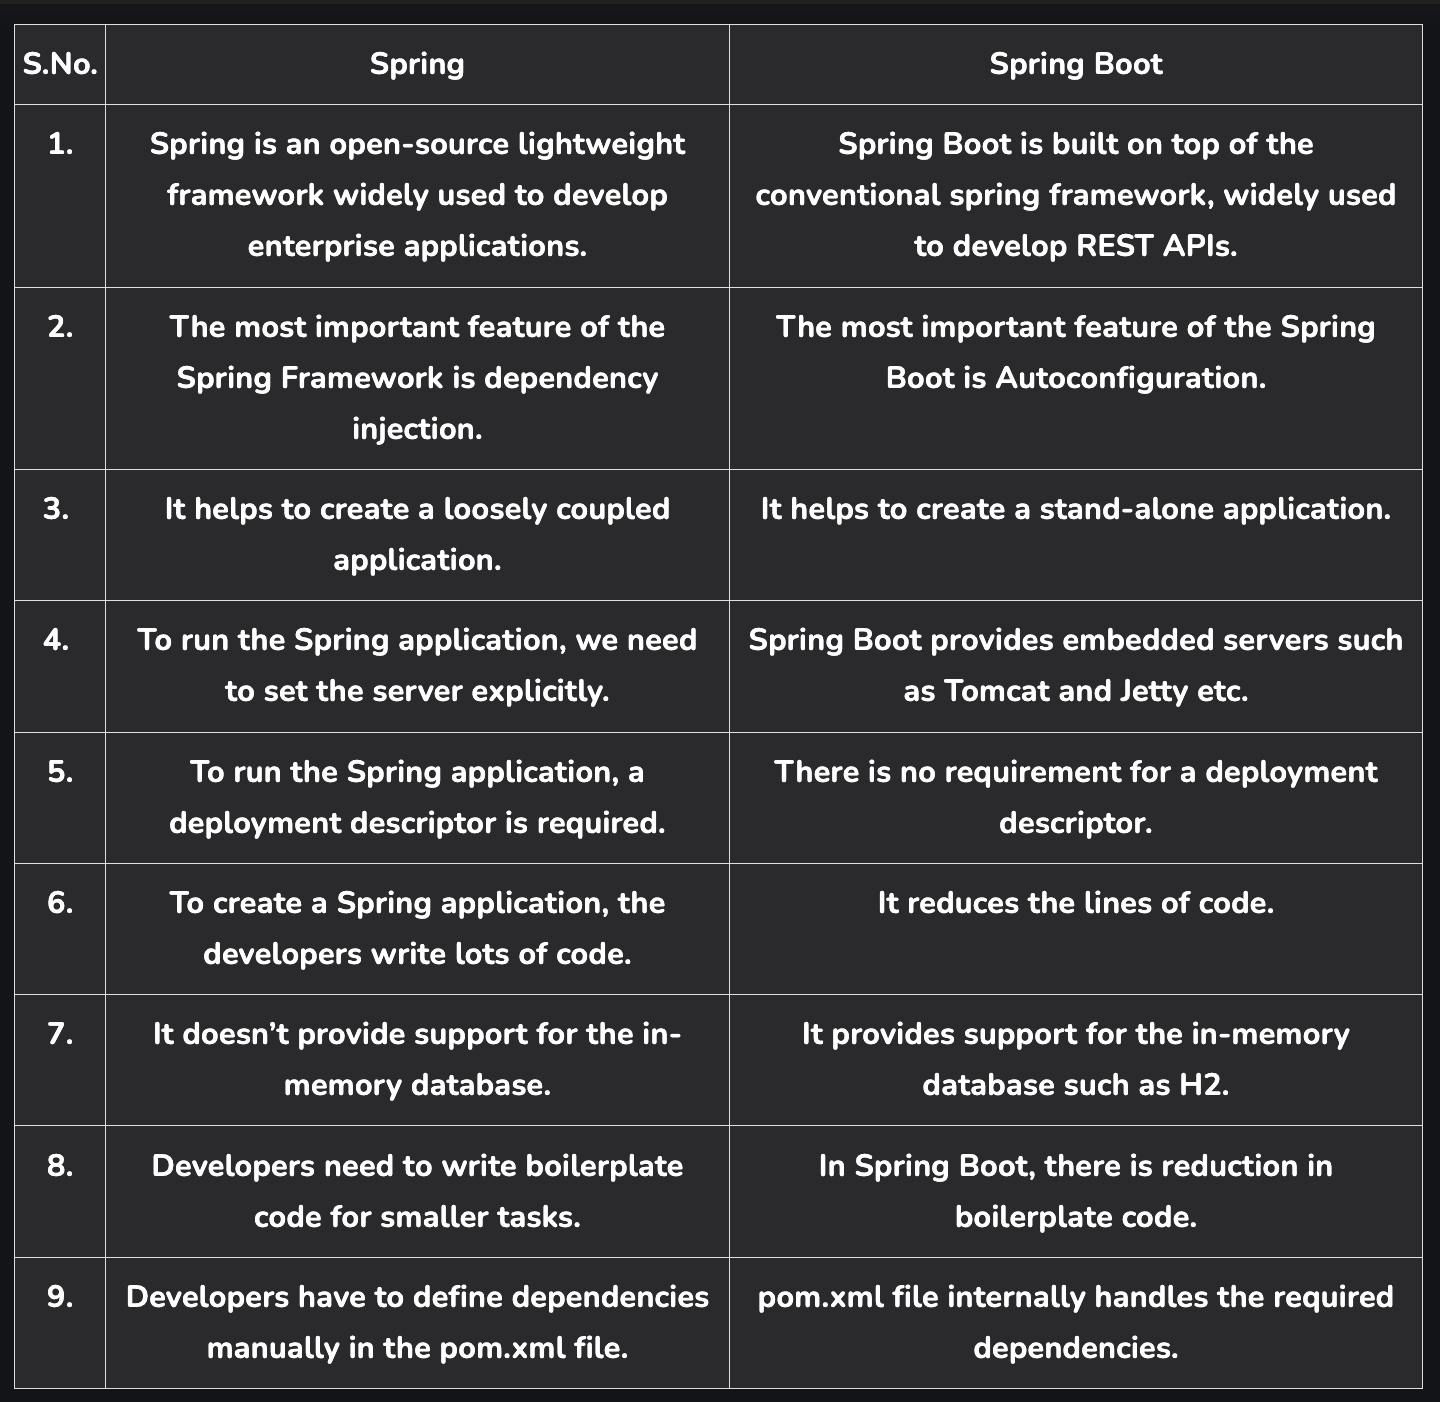 S.No. Spring Spring Boot
1. Spring is an open-source lightweight
framework widely used to develop
enterprise applications.
Spring Boot is built on top of the
conventional spring framework, widely used
to develop REST APIs.
2. The most important feature of the
Spring Framework is dependency
injection.
The most important feature of the Spring
Boot is Autoconfiguration.
3. It helps to create a loosely coupled
application.
It helps to create a stand-alone application.
4. To run the Spring application, we need
to set the server explicitly.
Spring Boot provides embedded servers such
as Tomcat and Jetty etc.
5. To run the Spring application, a
deployment descriptor is required.
There is no requirement for a deployment
descriptor.
6. To create a Spring application, the
developers write lots of code.
It reduces the lines of code.
7. It doesn’t provide support for the in-
memory database.
It provides support for the in-memory
database such as H2.
8. Developers need to write boilerplate
code for smaller tasks.
In Spring Boot, there is reduction in
boilerplate code.
9. Developers have to define dependencies
manually in the pom.xml file.
pom.xml file internally handles the required
dependencies.